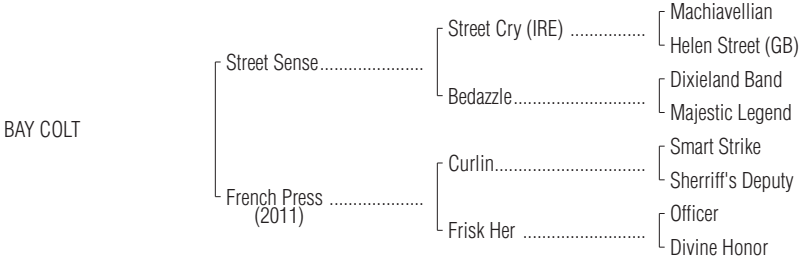 Machiavellian
Street Cry (IRE) ................
Helen Street (GB)
Street Sense......................
Dixieland Band
Bedazzle............................
Majestic Legend
BAY COLT
Smart Strike
Curlin................................
Sherriff's Deputy
French Press ....................
(2011)
Officer
Frisk Her ..........................
Divine Honor